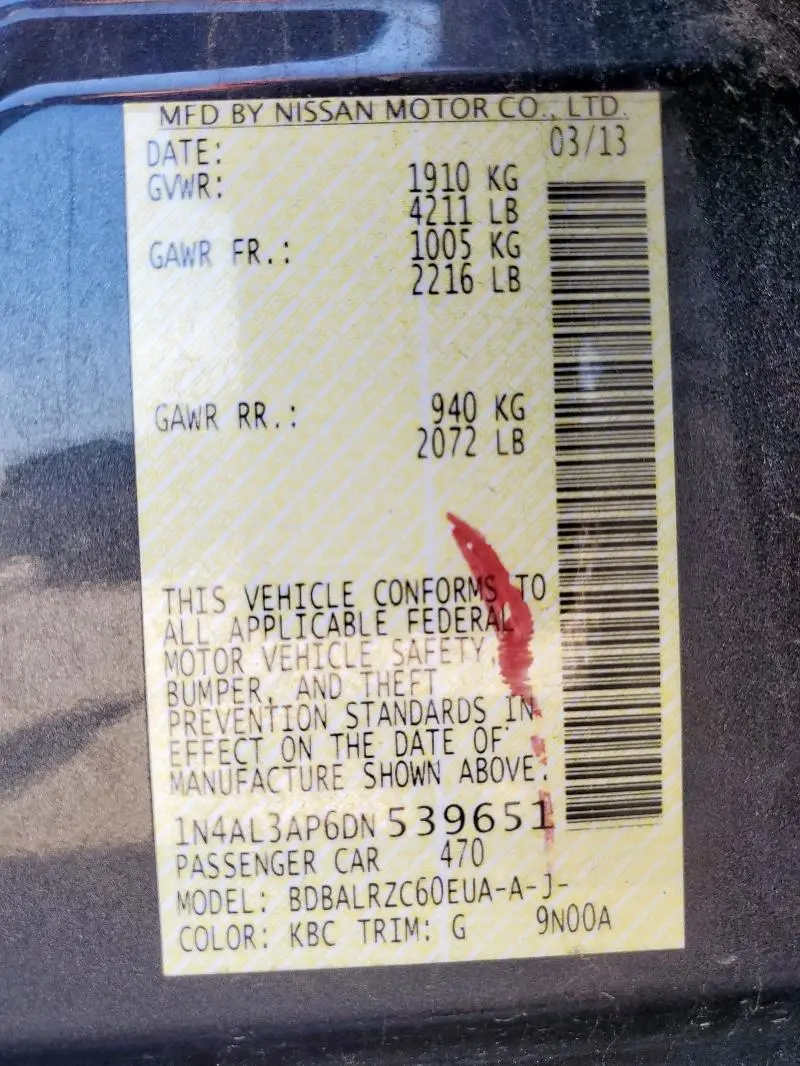 MFD BY NISSAN MOTOR CO., LTD.
DATE: 03/13
GVWR: 1910 KG
4211 LB
GAWR FR.: 1005 KG
2216 LB
GAWR RR.: 940 KG
2072 LB
THIS VEHICLE CONFORMS TO
ALL APPLICABLE FEDERAL
MOTOR VEHICLE SAFETY,
BUMPER, AND THEFT
PREVENTION STANDARDS IN
EFFECT ON THE DATE OF
MANUFACTURE SHOWN ABOVE.
1N4AL3AP6DN 539651
PASSENGER CAR 470
MODEL: BDBALRZC60EUA-A-J-
COLOR: KBC TRIM: G 9N00A